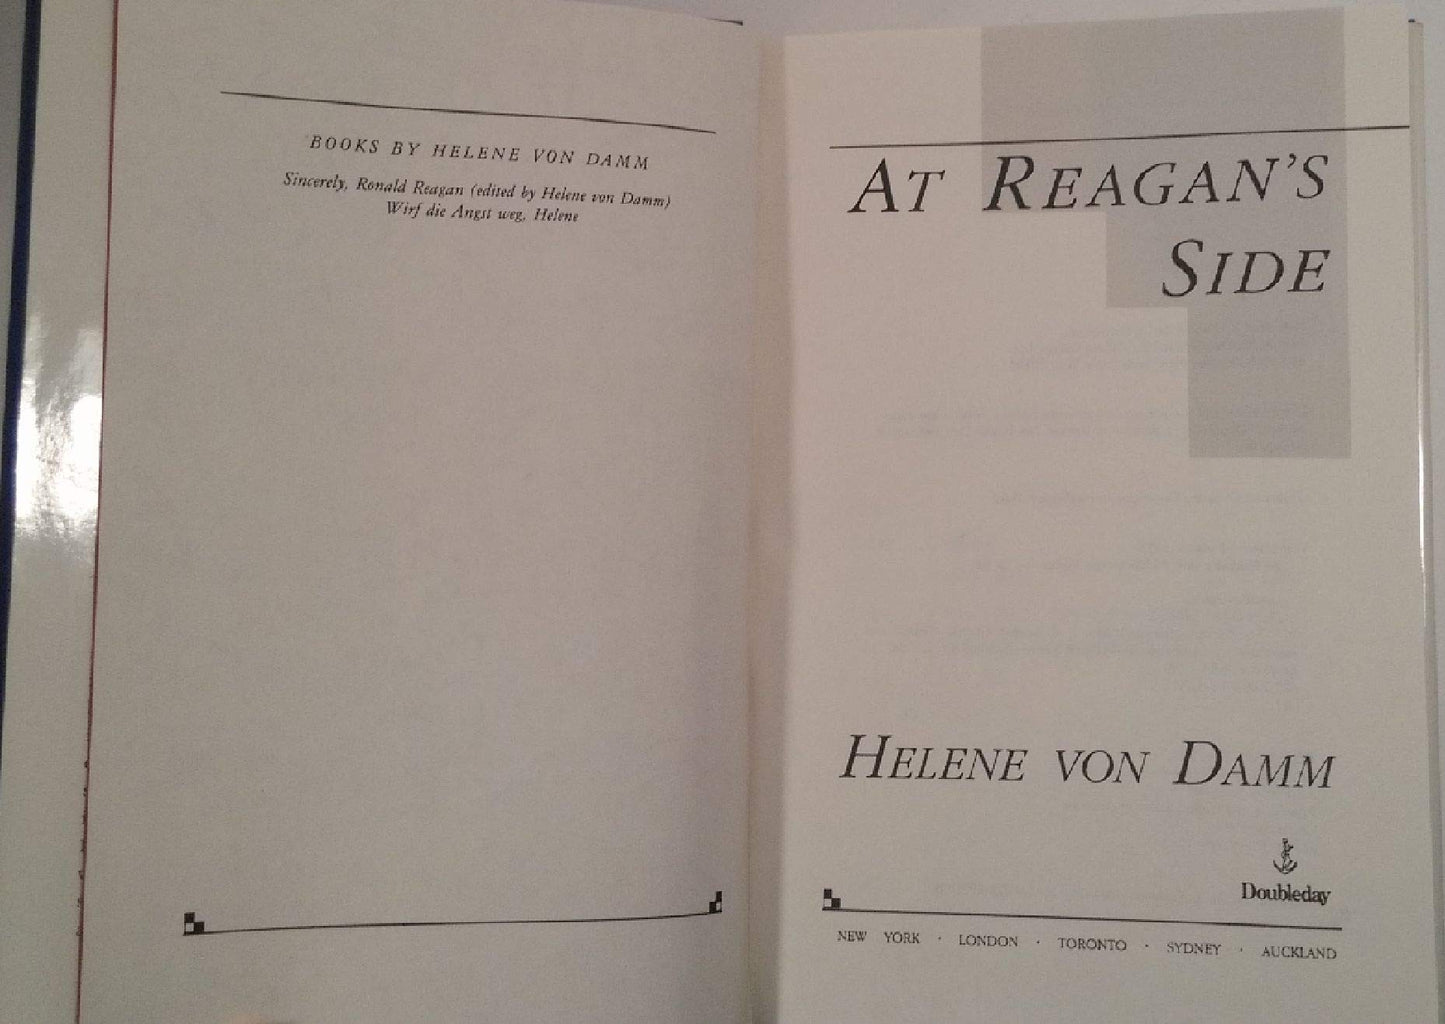 BOOKS BY HELENE VON DAMM
Sincerely, Ronald Reagan (edited by Helene von Damm)
Wirf die Angst weg, Helene
AT REAGAN'S
SIDE
HELENE VON DAMM
Doubleday
NEW YORK · LONDON · TORONTO · SYDNEY · AUCKLAND